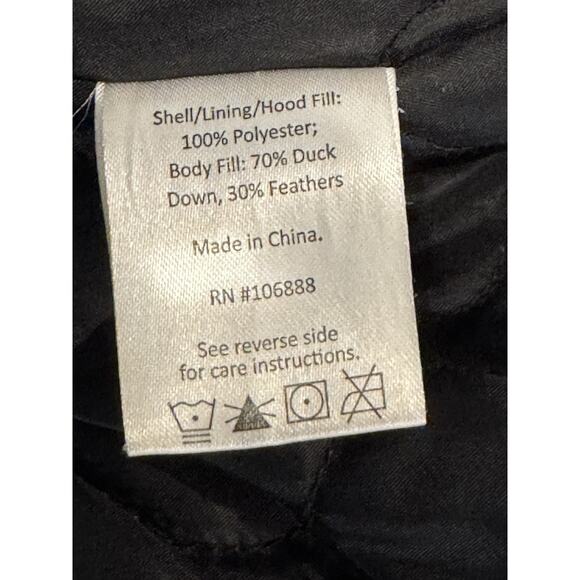 Shell/Lining/Hood Fill:
100% Polyester;
Body Fill: 70% Duck
Down, 30% Feathers
Made in China.
RN #106888
See reverse side
for care instructions.